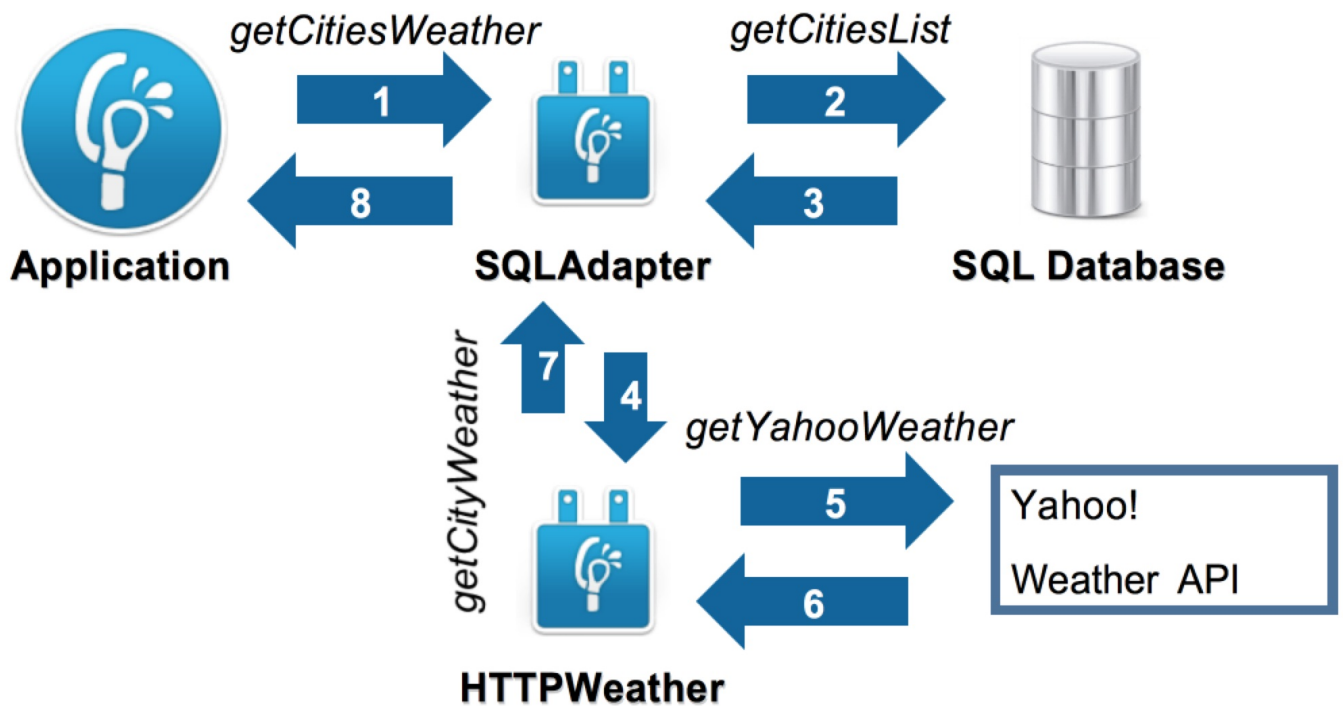 getCitiesWeather
getCitiesList
1
2
8
3
Application
SQLAdapter
SQL Database
getCityWeather
7
4
getYahooWeather
5
Yahoo!
Weather API
6
HTTPWeather